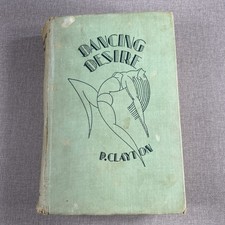 DANCING
DESIRE
P. CLAYTON